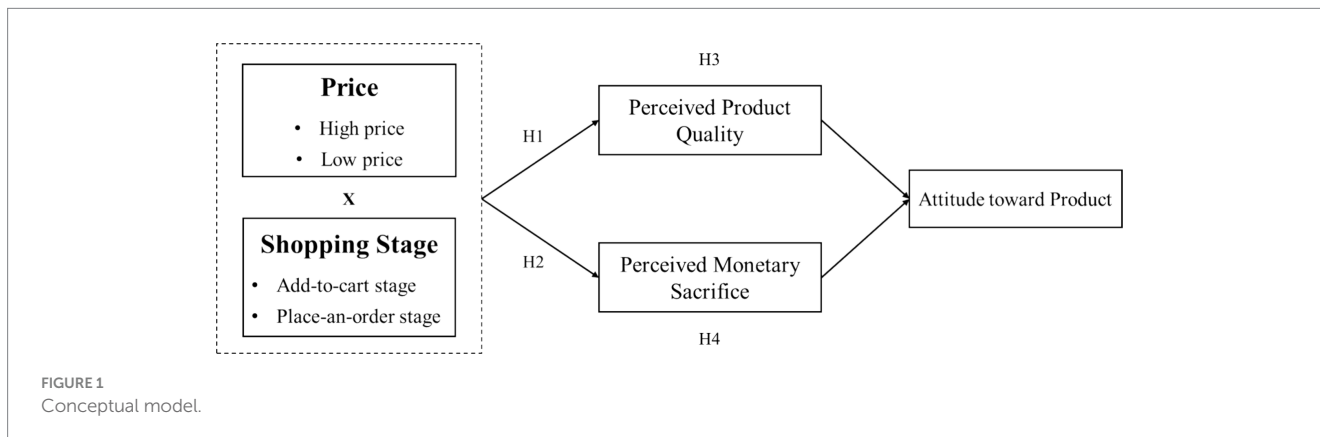 Price
• High price
• Low price
X
Shopping Stage
• Add-to-cart stage
• Place-an-order stage
H1
H2
H3
Perceived Product
Quality
Perceived Monetary
Sacrifice
H4
Attitude toward Product
FIGURE 1
Conceptual model.